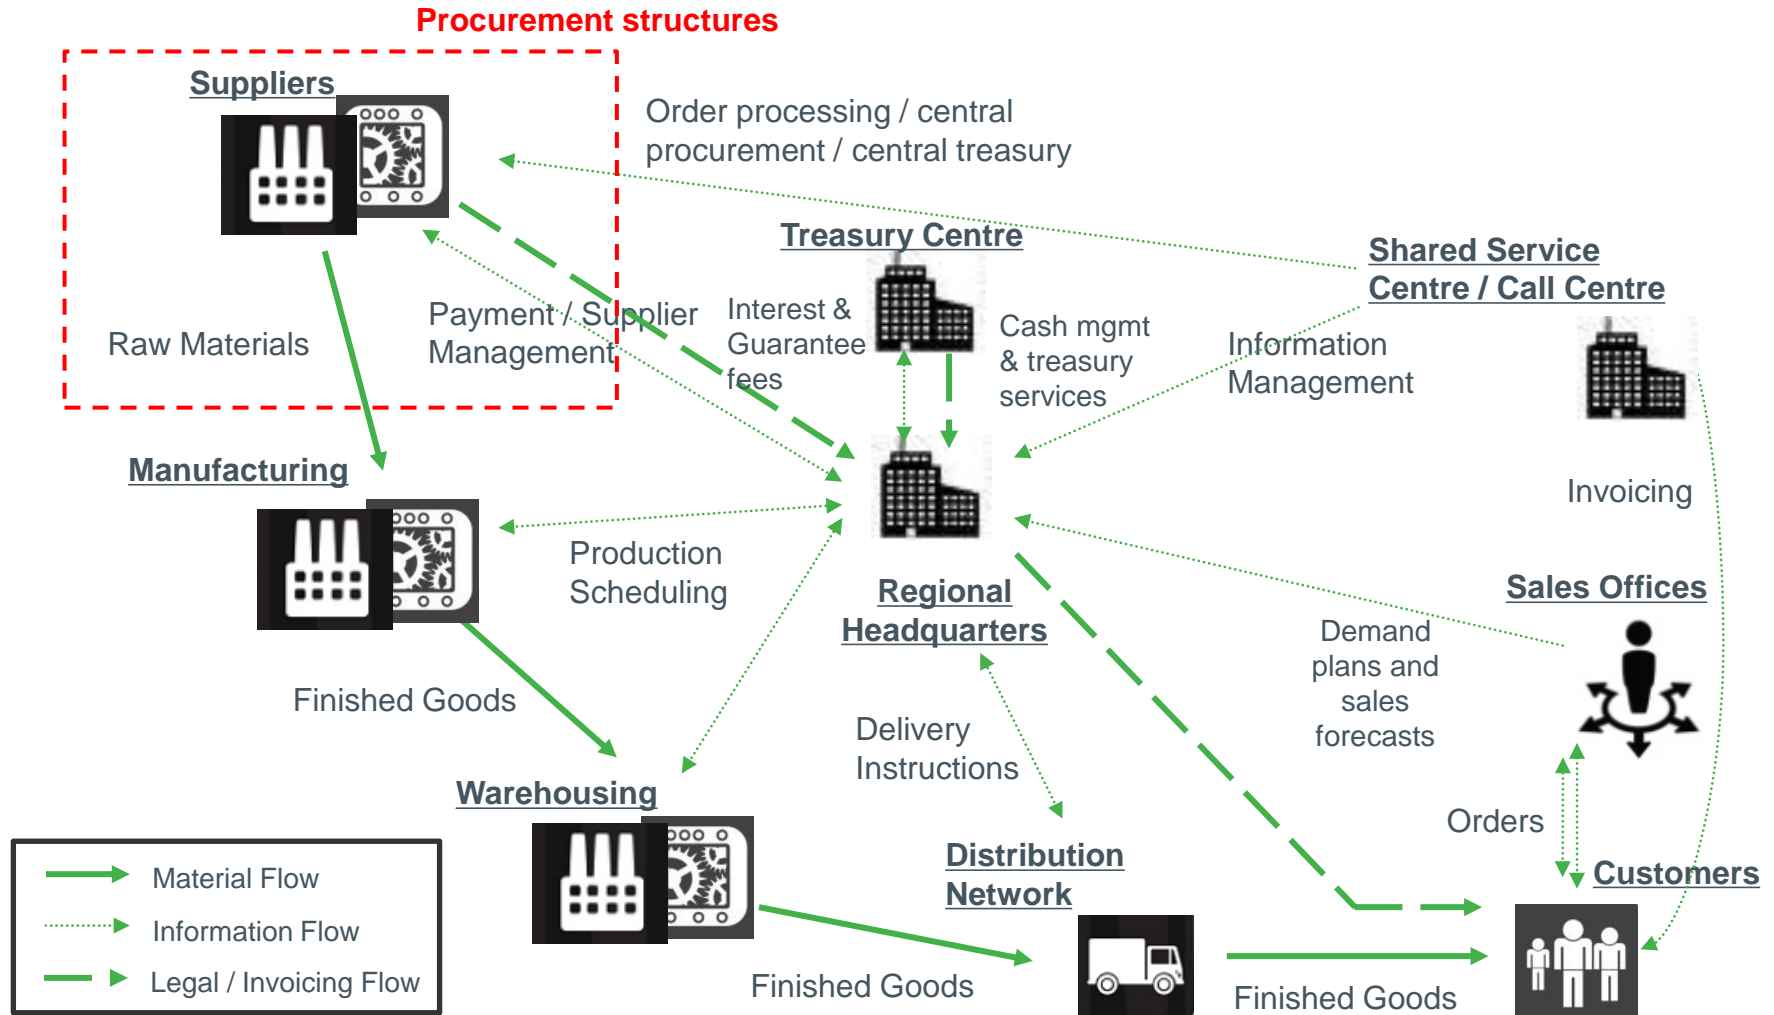 Procurement structures
Suppliers
Order processing / central
procurement / central treasury
Treasury Centre
Shared Service
Centre / Call Centre
Raw Materials
Payment / Supplier
Management
Interest &
Guarantee
fees
Cash mgmt
& treasury
services
Information
Management
Manufacturing
Invoicing
Production
Scheduling
Regional
Headquarters
Sales Offices
Demand
plans and
sales
forecasts
Finished Goods
Delivery
Instructions
Warehousing
Orders
Distribution
Network
Customers
Material Flow
Information Flow
Legal / Invoicing Flow
Finished Goods
Finished Goods